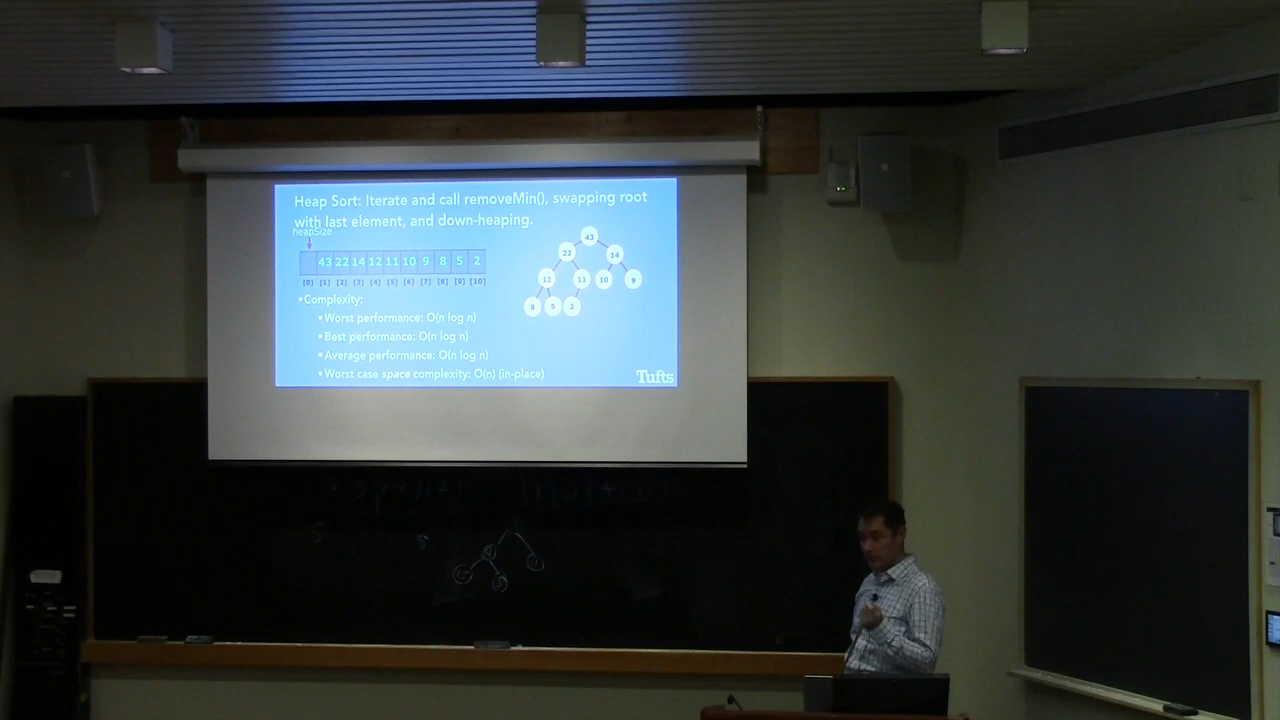 Heap Sort: Iterate and call removeMin(), swapping root
with last element, and down-heaping.
heapSize
43 22 14 12 11 10 9 8 5 2
[0] [1] [2] [3] [4] [5] [6] [7] [8] [9] [10]
43
22 14
12 11 10 9
8 5 2
•Complexity:
•Worst performance: O(n log n)
•Best performance: O(n log n)
•Average performance: O(n log n)
•Worst case space complexity: O(n) (in-place)
Tufts